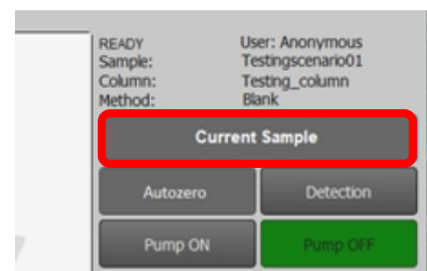 READY User: Anonymous
Sample: Testingscenario01
Column: Testing_column
Method: Blank
Current Sample
Autozero Detection
Pump ON Pump OFF